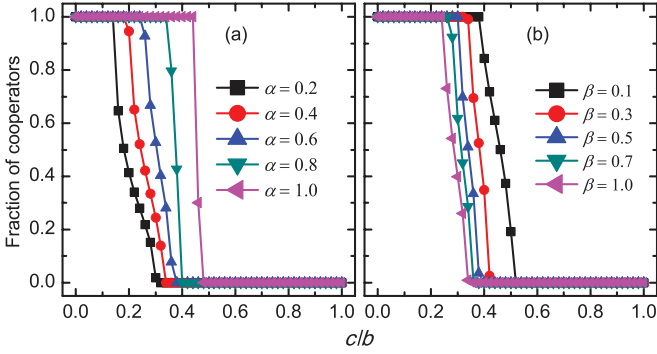 (a)
(b)
Fraction of cooperators
1.0
0.8
0.6
0.4
0.2
0.0
α = 0.2
α = 0.4
α = 0.6
α = 0.8
α = 1.0
β = 0.1
β = 0.3
β = 0.5
β = 0.7
β = 1.0
0.0 0.2 0.4 0.6 0.8 1.0
0.0 0.2 0.4 0.6 0.8 1.0
c/b